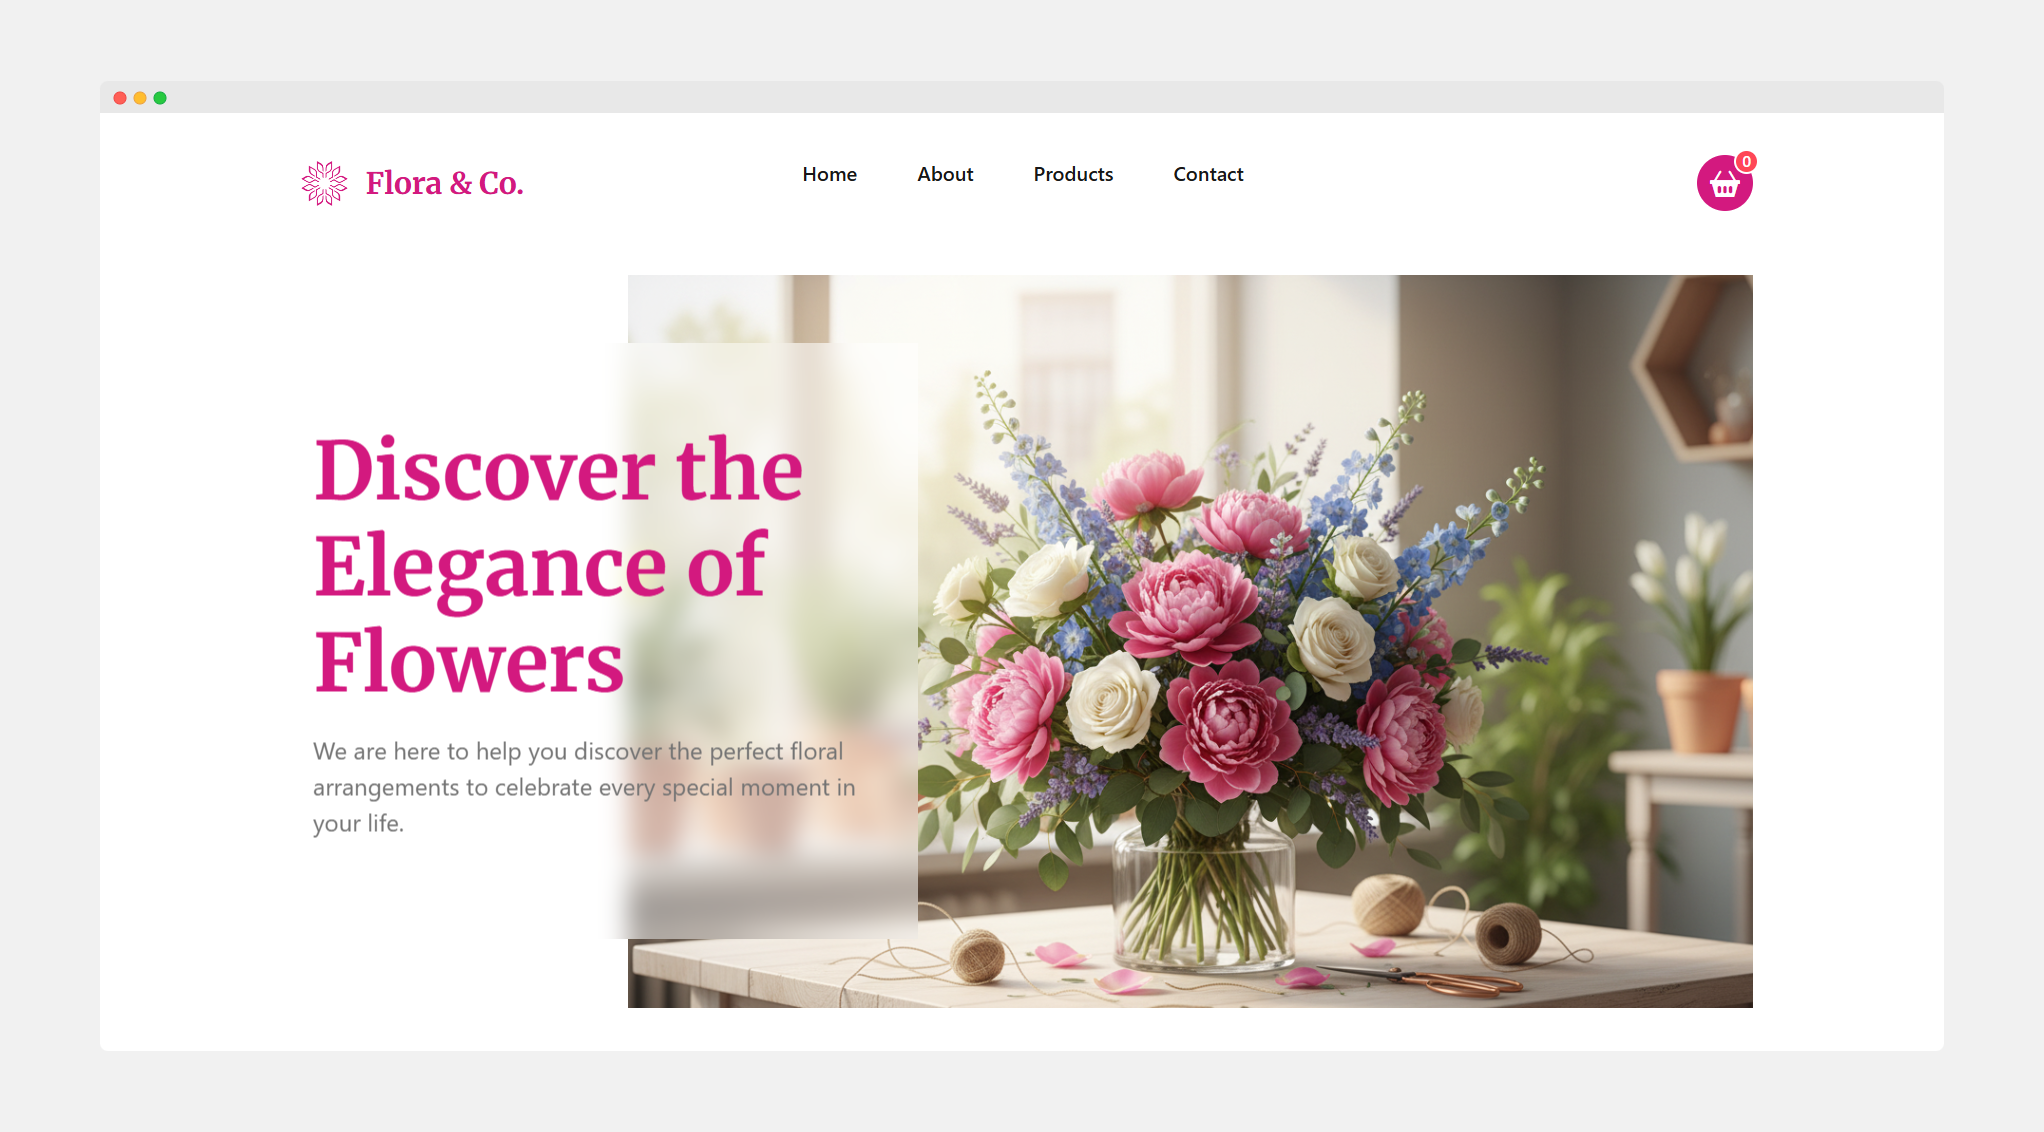 Flora & Co.
Home
About
Products
Contact
0
Discover the
Elegance of
Flowers
We are here to help you discover the perfect floral
arrangements to celebrate every special moment in
your life.